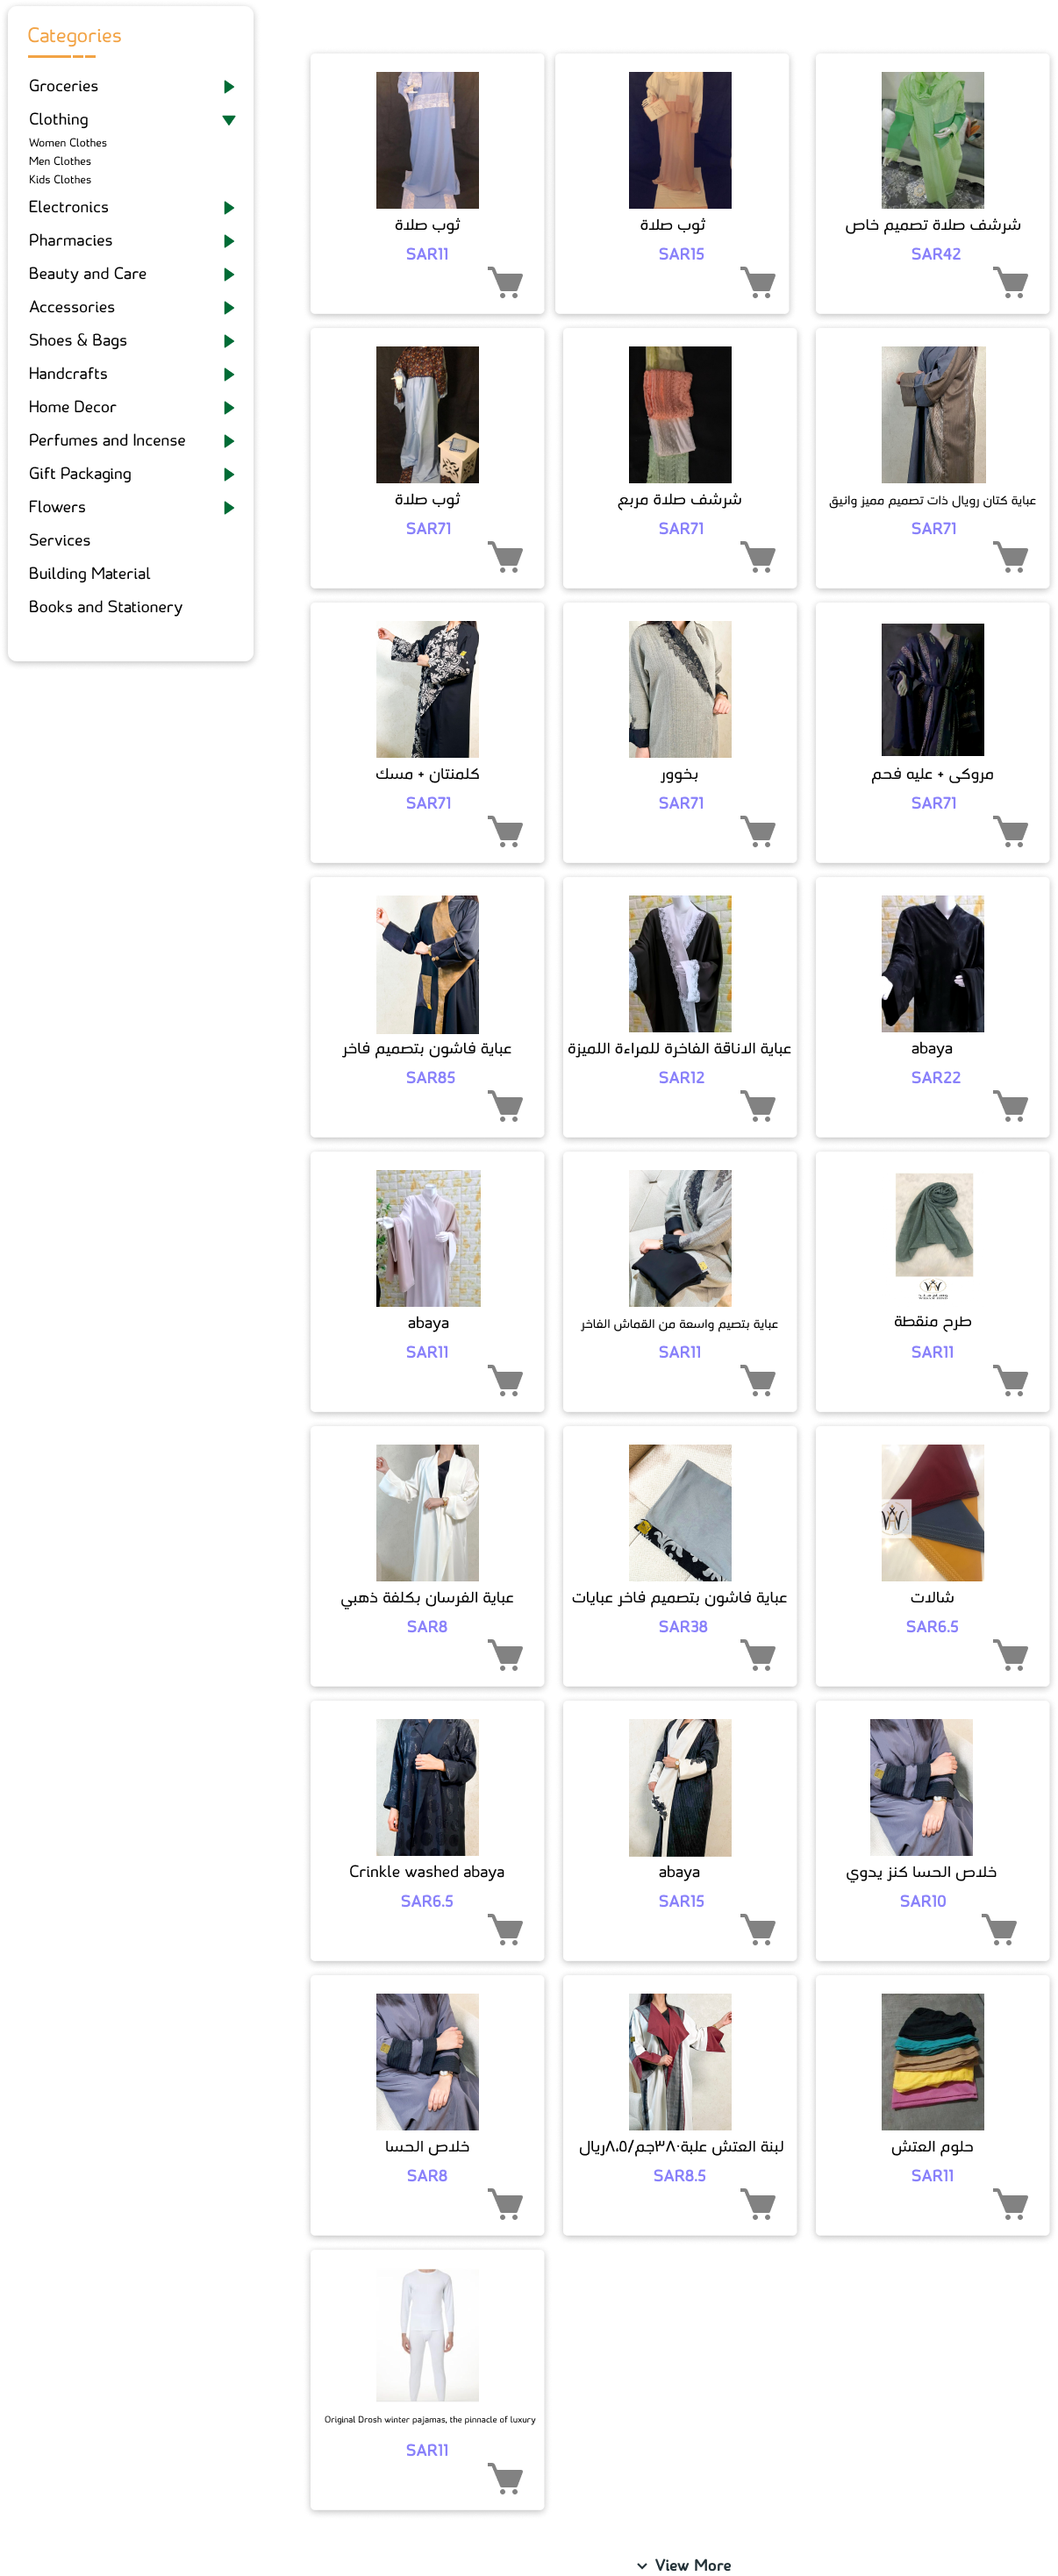 Categories
Groceries
Clothing
Women Clothes
Men Clothes
Kids Clothes
Electronics
Pharmacies
Beauty and Care
Accessories
Shoes & Bags
Handcrafts
Home Decor
Perfumes and Incense
Gift Packaging
Flowers
Services
Building Material
Books and Stationery
ثوب صلاة
SAR11
ثوب صلاة
SAR15
شرشف صلاة تصميم خاص
SAR42
ثوب صلاة
SAR71
شرشف صلاة مربع
SAR71
عباية كتان رويال ذات تصميم مميز وانيق
SAR71
كلمنتان + مسك
SAR71
بخوور
SAR71
مروكى + عليه فحم
SAR71
عباية فاشون بتصميم فاخر
SAR85
عباية الاناقة الفاخرة للمراءة اللميزة
SAR12
abaya
SAR22
abaya
SAR11
عباية بتصيم واسعة من القماش الفاخر
SAR11
طرح منقطة
SAR11
عباية الفرسان بكلفة ذهبي
SAR8
عباية فاشون بتصميم فاخر عبايات
SAR38
شالات
SAR6.5
Crinkle washed abaya
SAR6.5
abaya
SAR15
خلاص الحسا كنز يدوي
SAR10
خلاص الحسا
SAR8
لبنة العتش علبة٣٨٠جم/٨،٥ريال
SAR8.5
حلوم العتش
SAR11
Original Drosh winter pajamas, the pinnacle of luxury
SAR11
View More